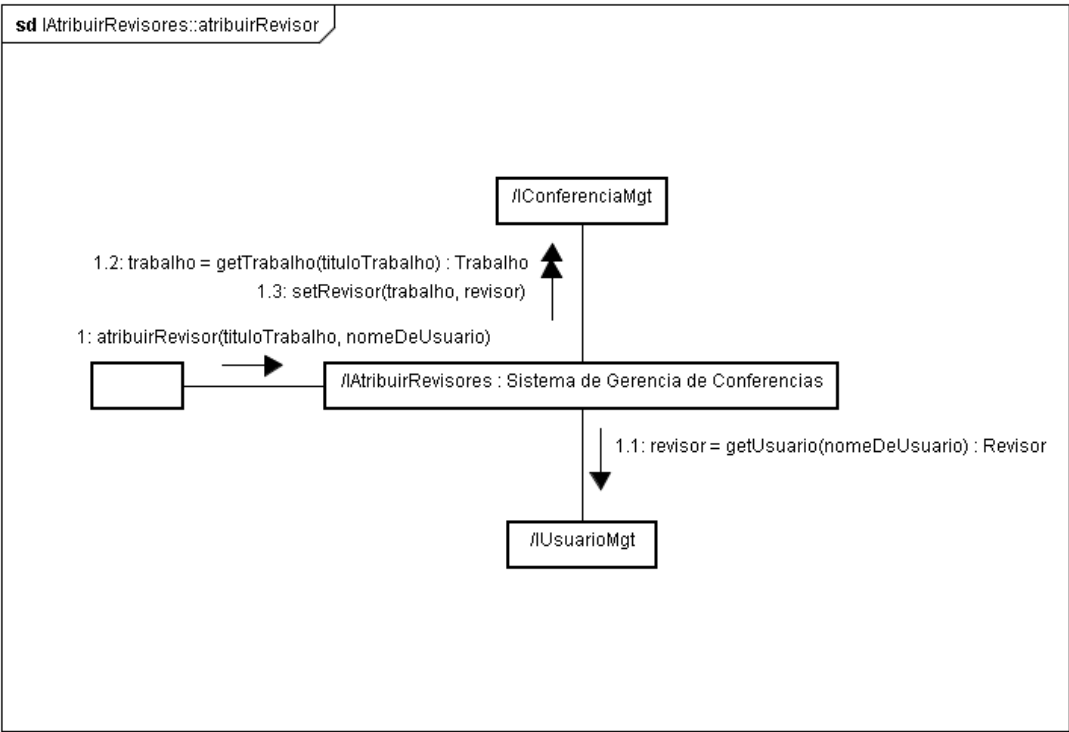 sd IAtribuirRevisores::atribuirRevisor
/IConferenciaMgt
1.2: trabalho = getTrabalho(tituloTrabalho) : Trabalho
1.3: setRevisor(trabalho, revisor)
1: atribuirRevisor(tituloTrabalho, nomeDeUsuario)
/IAtribuirRevisores : Sistema de Gerencia de Conferencias
1.1: revisor = getUsuario(nomeDeUsuario) : Revisor
/IUsuarioMgt